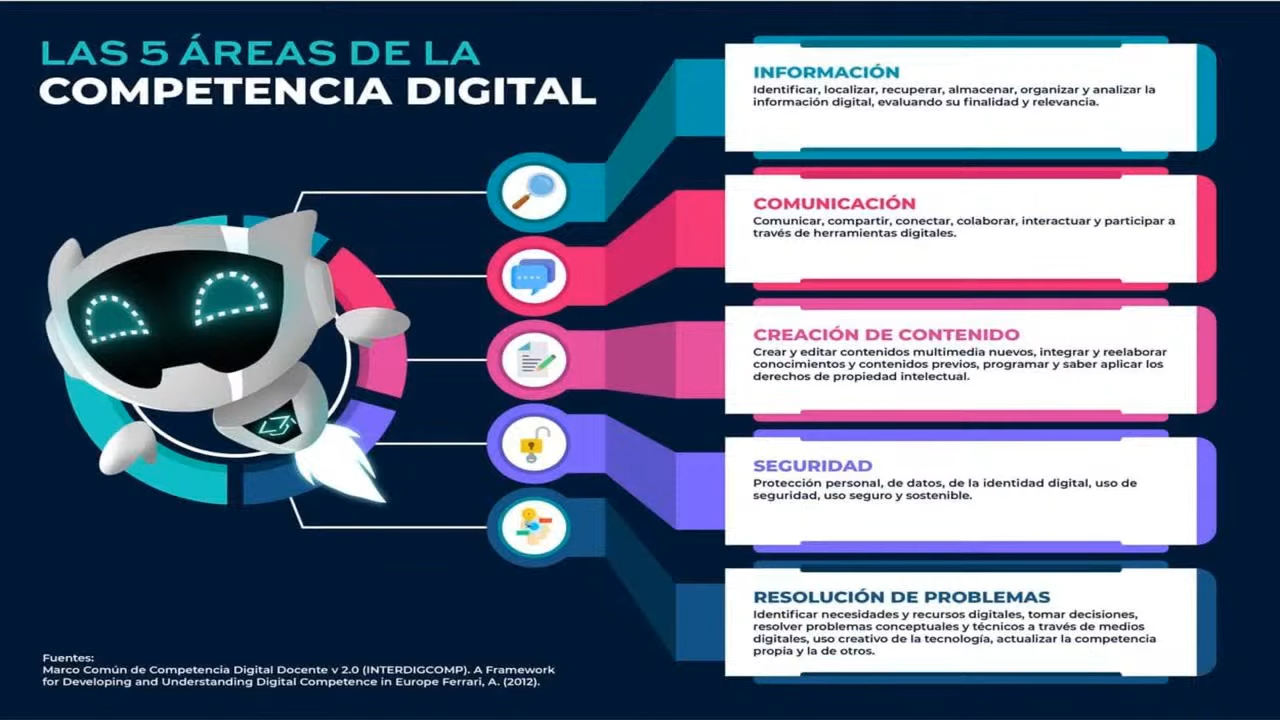 LAS 5 ÁREAS DE LA
COMPETENCIA DIGITAL
INFORMACIÓN
Identificar, localizar, recuperar, almacenar, organizar y analizar la
información digital, evaluando su finalidad y relevancia.
COMUNICACIÓN
Comunicar, compartir, conectar, colaborar, interactuar y participar a
través de herramientas digitales.
CREACIÓN DE CONTENIDO
Crear y editar contenidos multimedia nuevos, integrar y reelaborar
conocimientos y contenidos previos, programar y saber aplicar los
derechos de propiedad intelectual.
SEGURIDAD
Protección personal, de datos, de la identidad digital, uso de
seguridad, uso seguro y sostenible.
RESOLUCIÓN DE PROBLEMAS
Identificar necesidades y recursos digitales, tomar decisiones,
resolver problemas conceptuales y técnicos a través de medios
digitales, uso creativo de la tecnología, actualizar la competencia
propia y la de otros.
Fuentes:
Marco Común de Competencia Digital Docente v 2.0 (INTERDIGCOMP). A Framework
for Developing and Understanding Digital Competence in Europe Ferrari, A. (2012).